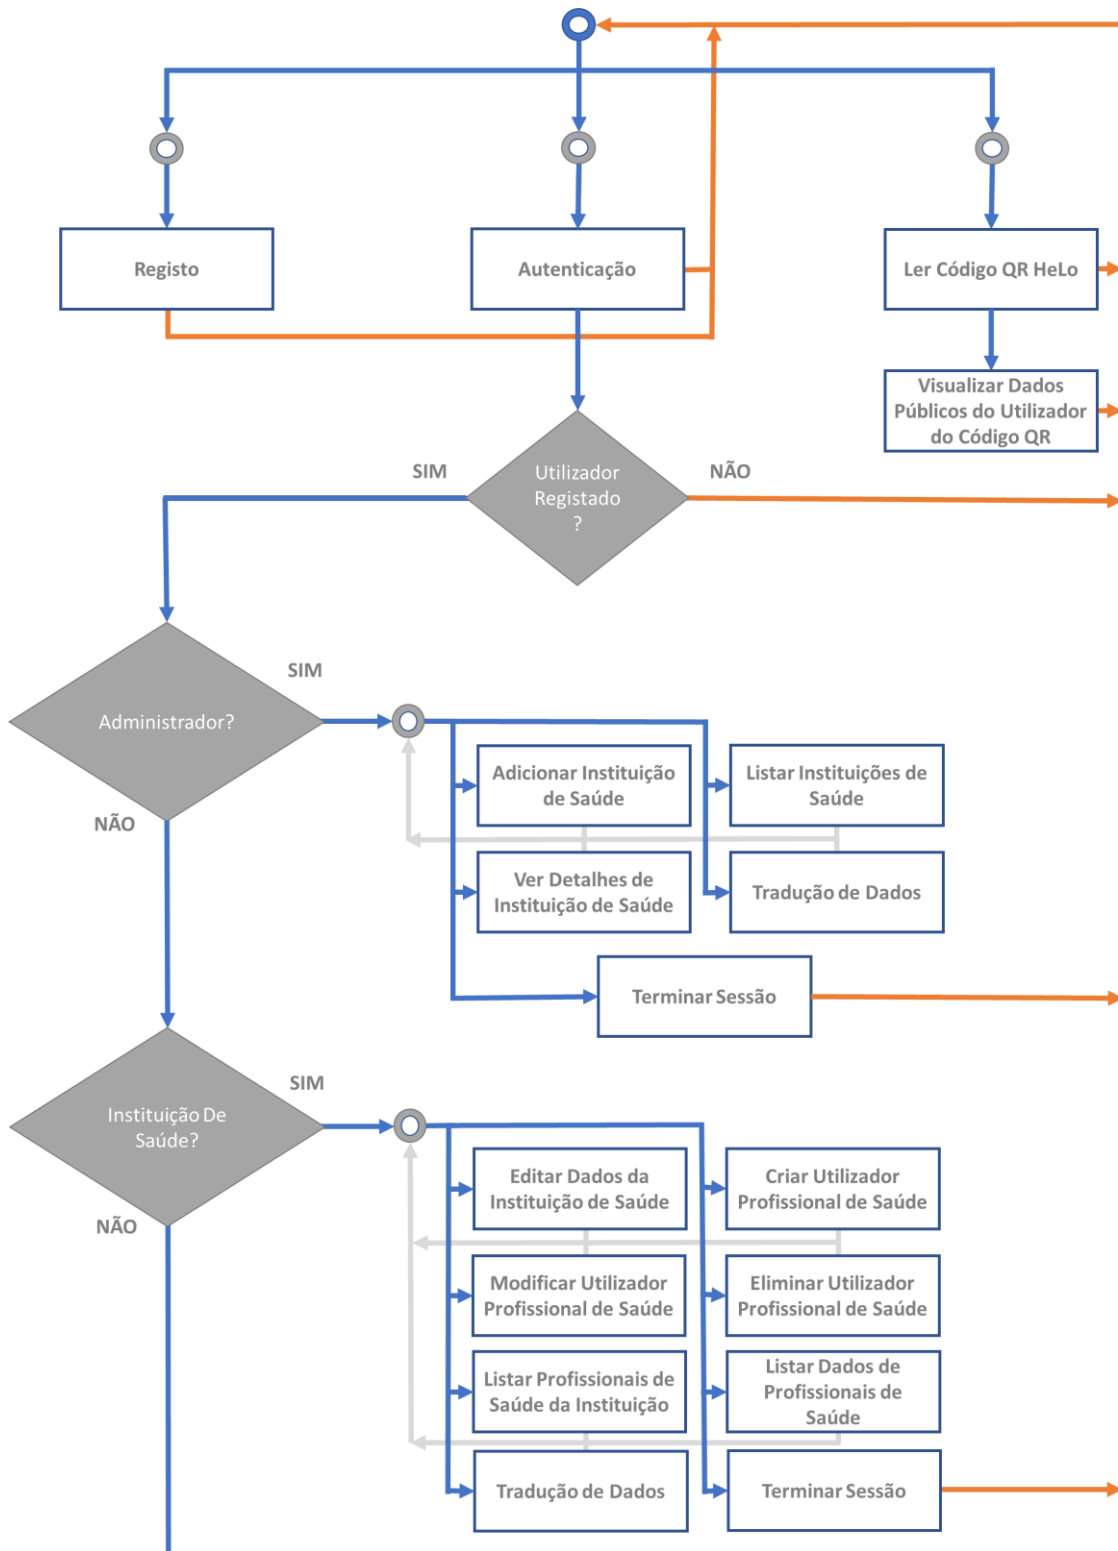 Registo
Autenticação
Ler Código QR HeLo
Visualizar Dados
Públicos do Utilizador
do Código QR
SIM
Utilizador
Registado
?
NÃO
SIM
Administrador?
NÃO
Adicionar Instituição
de Saúde
Listar Instituições de
Saúde
Ver Detalhes de
Instituição de Saúde
Tradução de Dados
Terminar Sessão
SIM
Instituição De
Saúde?
NÃO
Editar Dados da
Instituição de Saúde
Criar Utilizador
Profissional de Saúde
Modificar Utilizador
Profissional de Saúde
Eliminar Utilizador
Profissional de Saúde
Listar Profissionais de
Saúde da Instituição
Listar Dados de
Profissionais de
Saúde
Tradução de Dados
Terminar Sessão